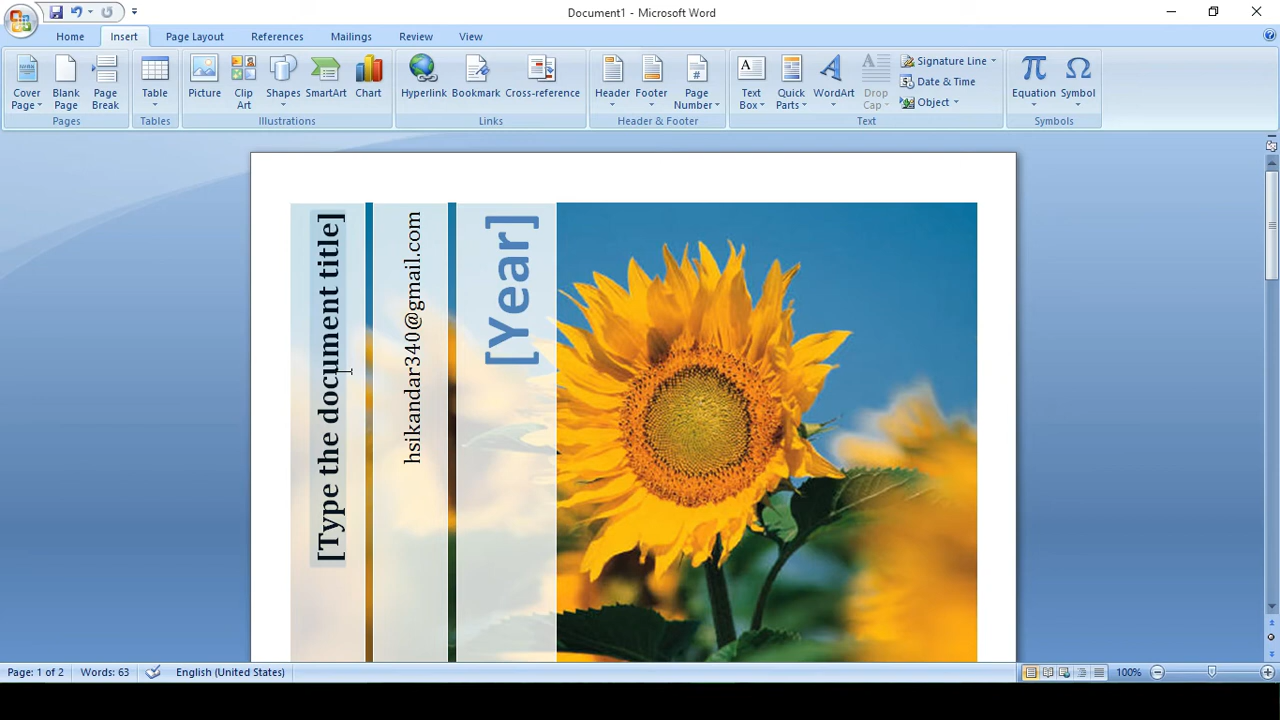 Document1 - Microsoft Word
Home
Insert
Page Layout
References
Mailings
Review
View
Cover Page
Blank Page
Page Break
Table
Picture
Clip Art
Shapes
SmartArt
Chart
Hyperlink
Bookmark
Cross-reference
Header
Footer
Page Number
Text Box
Quick Parts
WordArt
Drop Cap
Signature Line
Date & Time
Object
Equation
Symbol
Pages
Tables
Illustrations
Links
Header & Footer
Text
Symbols
[Type the document title]
hsikandar340@gmail.com
[Year]
Page: 1 of 2
Words: 63
English (United States)
100%